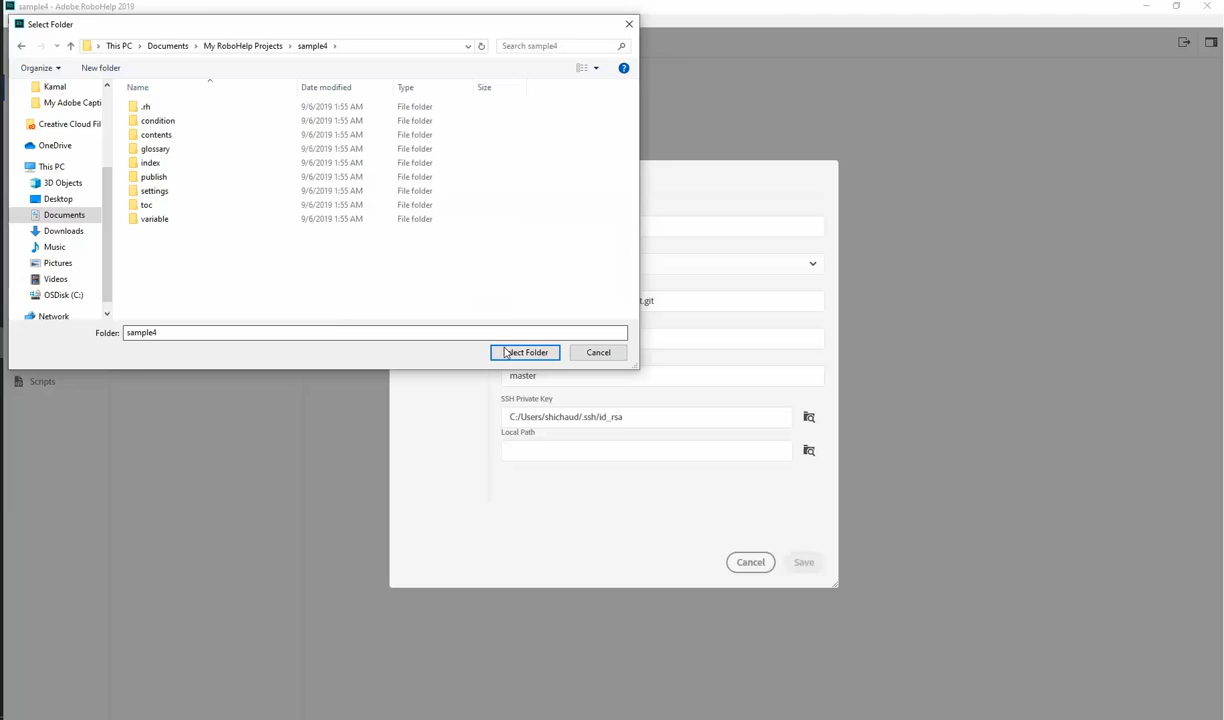 sample4 - Adobe RoboHelp 2019
Select Folder
This PC > Documents > My RoboHelp Projects > sample4 >
Search sample4
Organize
New folder
Name Date modified Type Size
Kamal
My Adobe Capti
Creative Cloud Fil
OneDrive
This PC
3D Objects
Desktop
Documents
Downloads
Music
Pictures
Videos
OSDisk (C:)
Network
.rh 9/6/2019 1:55 AM File folder
condition 9/6/2019 1:55 AM File folder
contents 9/6/2019 1:55 AM File folder
glossary 9/6/2019 1:55 AM File folder
index 9/6/2019 1:55 AM File folder
publish 9/6/2019 1:55 AM File folder
settings 9/6/2019 1:55 AM File folder
toc 9/6/2019 1:55 AM File folder
variable 9/6/2019 1:55 AM File folder
Folder: sample4
lect Folder
Cancel
t.git
master
Scripts
SSH Private Key
C:/Users/shichaud/.ssh/id_rsa
Local Path
Cancel
Save